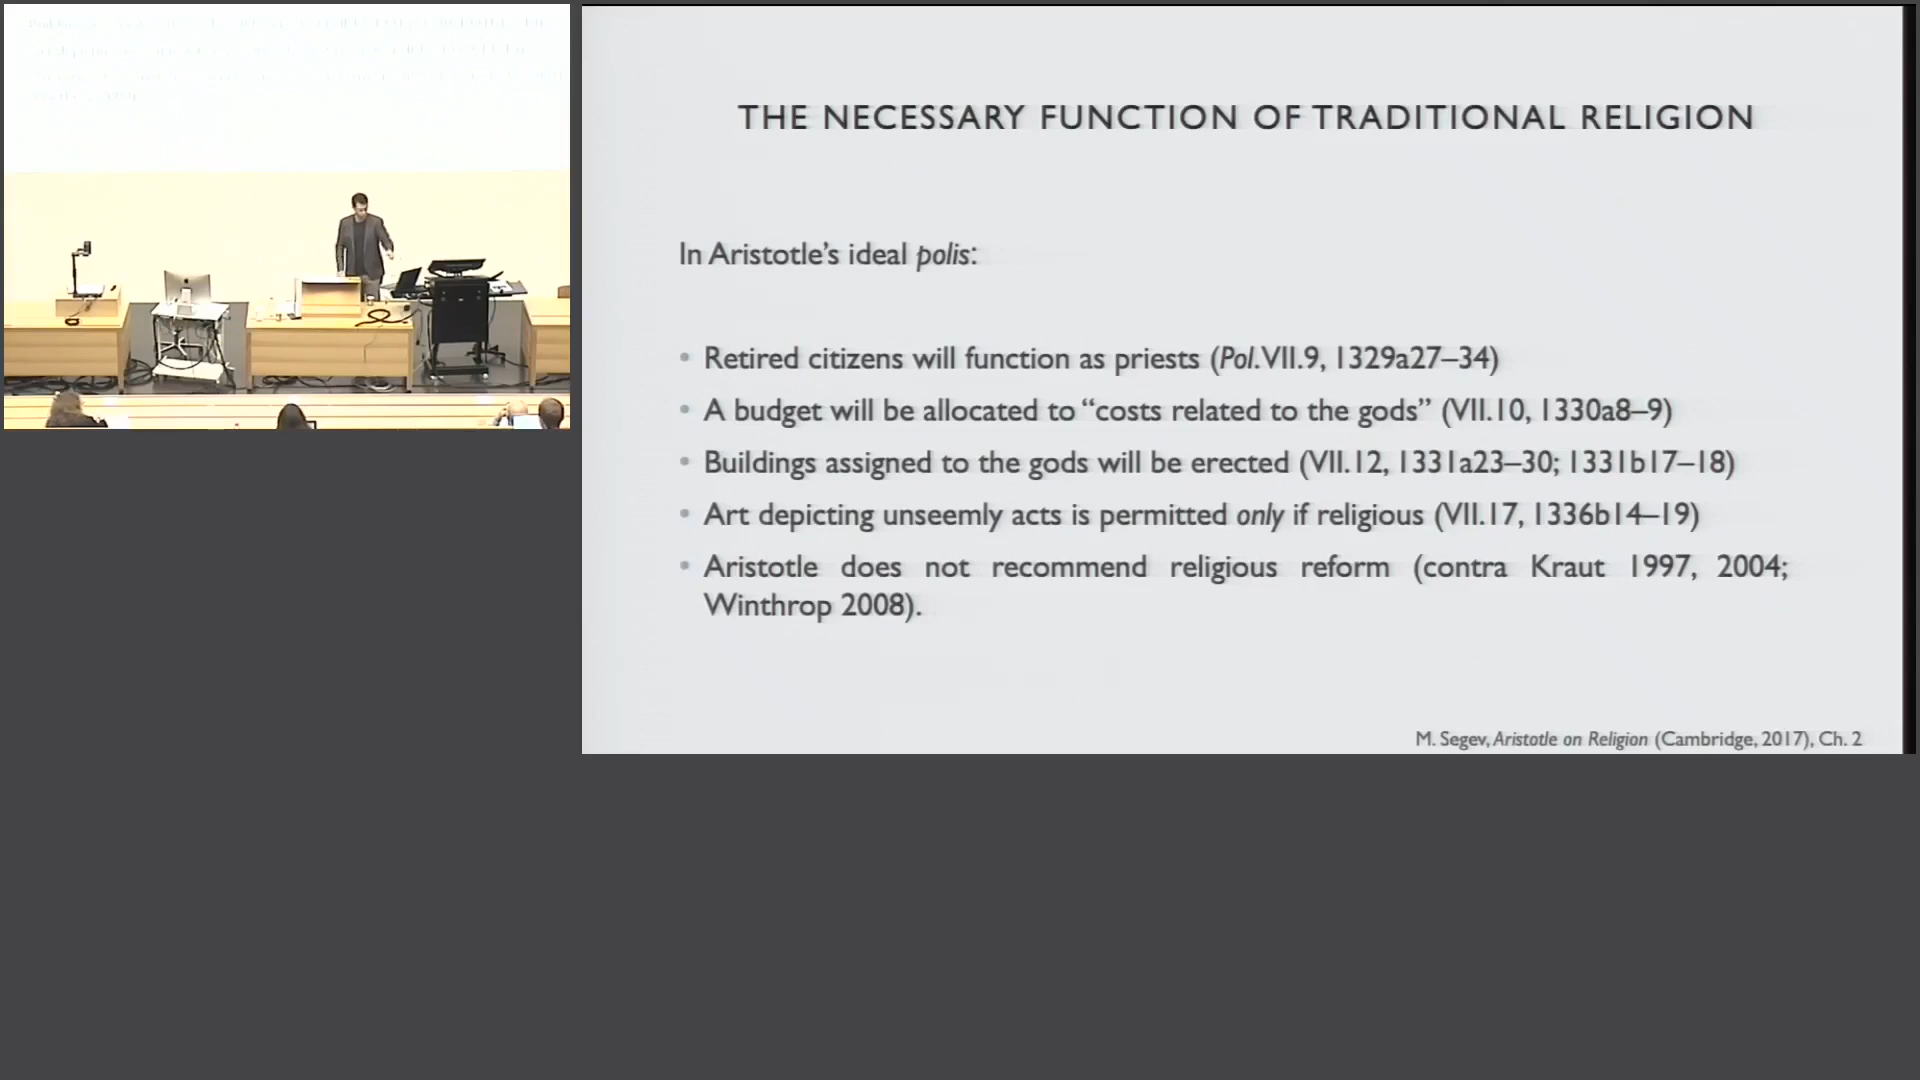 THE NECESSARY FUNCTION OF TRADITIONAL RELIGION
In Aristotle's ideal polis:
• Retired citizens will function as priests (Pol. VII.9, 1329a27–34)
• A budget will be allocated to “costs related to the gods” (VII.10, 1330a8–9)
• Buildings assigned to the gods will be erected (VII.12, 1331a23–30; 1331b17–18)
• Art depicting unseemly acts is permitted only if religious (VII.17, 1336b14–19)
• Aristotle does not recommend religious reform (contra Kraut 1997, 2004;
Winthrop 2008).
M. Segev, Aristotle on Religion (Cambridge, 2017), Ch. 2